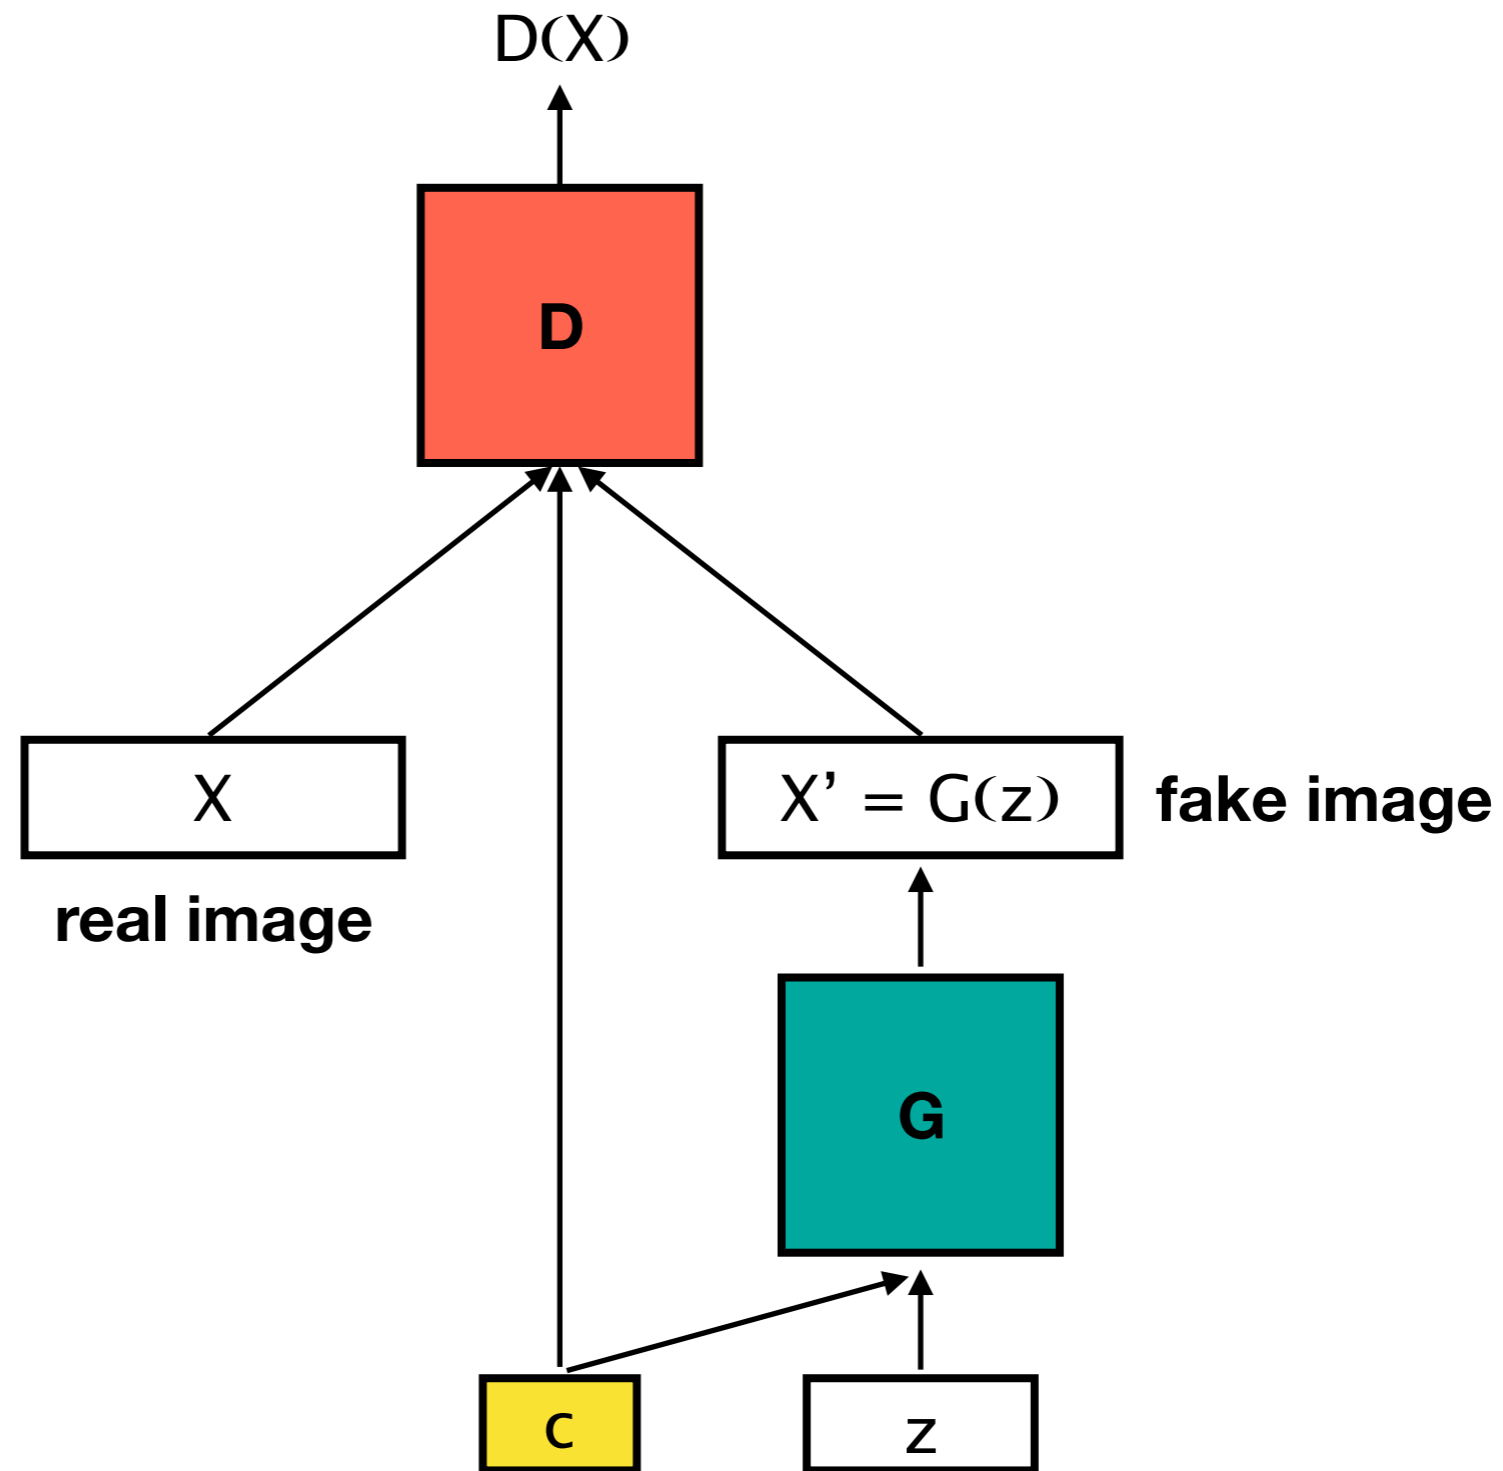 D(X)
D
X
X’ = G(z)
fake image
real image
G
c
z